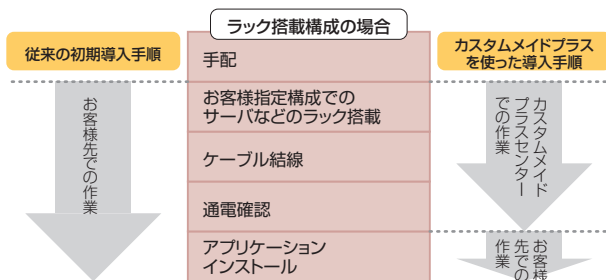 ラック搭載構成の場合
従来の初期導入手順
カスタムメイドプラス
を使った導入手順
手配
お客様指定構成での
サーバなどのラック搭載
ケーブル結線
通電確認
アプリケーション
インストール
お客様先での作業
カスタムメイド
プラスセンター
での作業
お客様
先での
作業